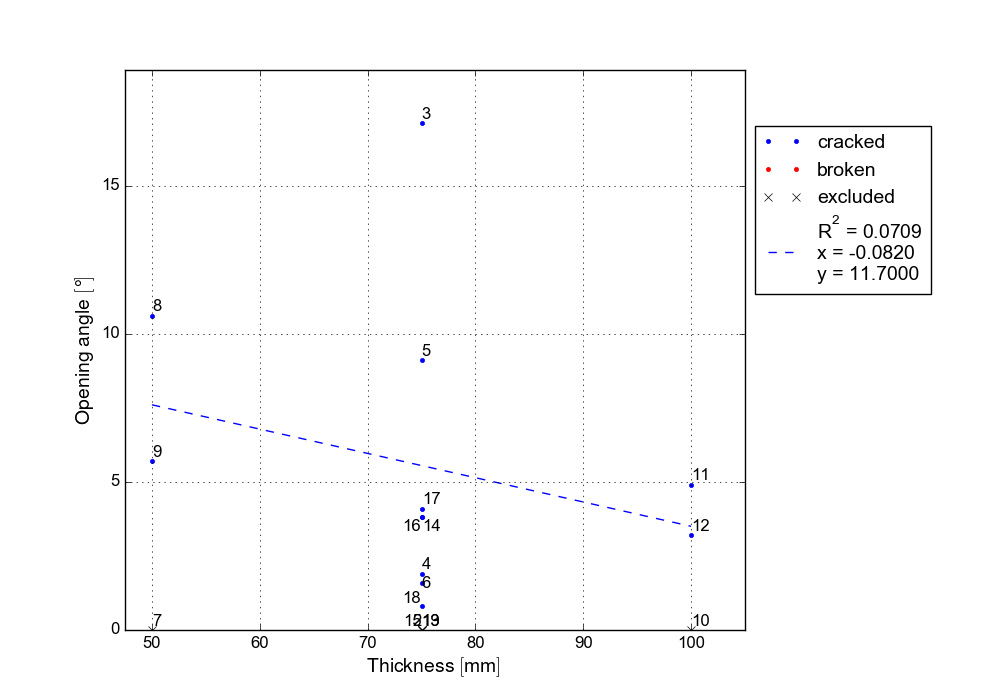 3
15
cracked
broken
excluded
R² = 0.0709
x = -0.0820
y = 11.7000
Opening angle [°]
8
10
5
9
5
11
17
16 14
12
4
6
18
7
10
0
50 60 70 80 90 100
Thickness [mm]